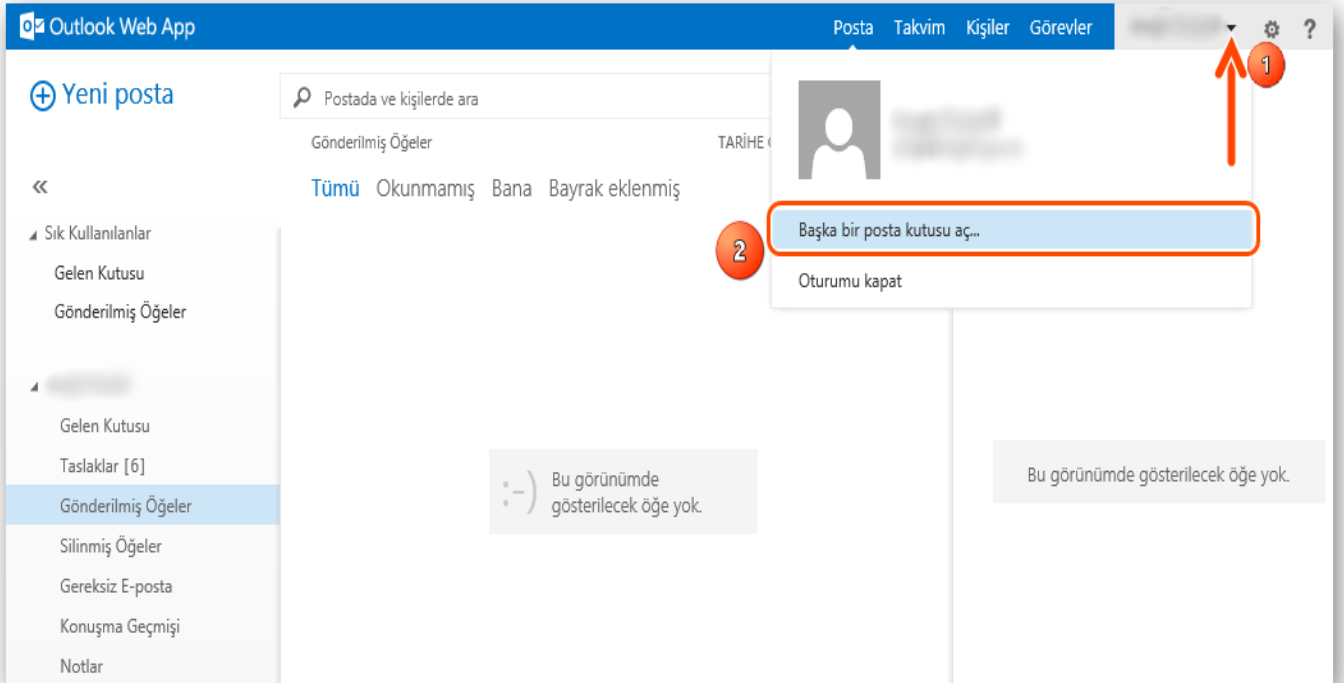 Outlook Web App
Posta Takvim Kişiler Görevler
?
1
Yeni posta
Postada ve kişilerde ara
Gönderilmiş Öğeler
TARİHE
Tümü Okunmamış Bana Bayrak eklenmiş
Sık Kullanılanlar
Gelen Kutusu
Gönderilmiş Öğeler
Gelen Kutusu
Taslaklar [6]
Gönderilmiş Öğeler
Silinmiş Öğeler
Gereksiz E-posta
Konuşma Geçmişi
Notlar
2
Başka bir posta kutusu aç...
Oturumu kapat
:-)
Bu görünümde
gösterilecek öğe yok.
Bu görünümde gösterilecek öğe yok.